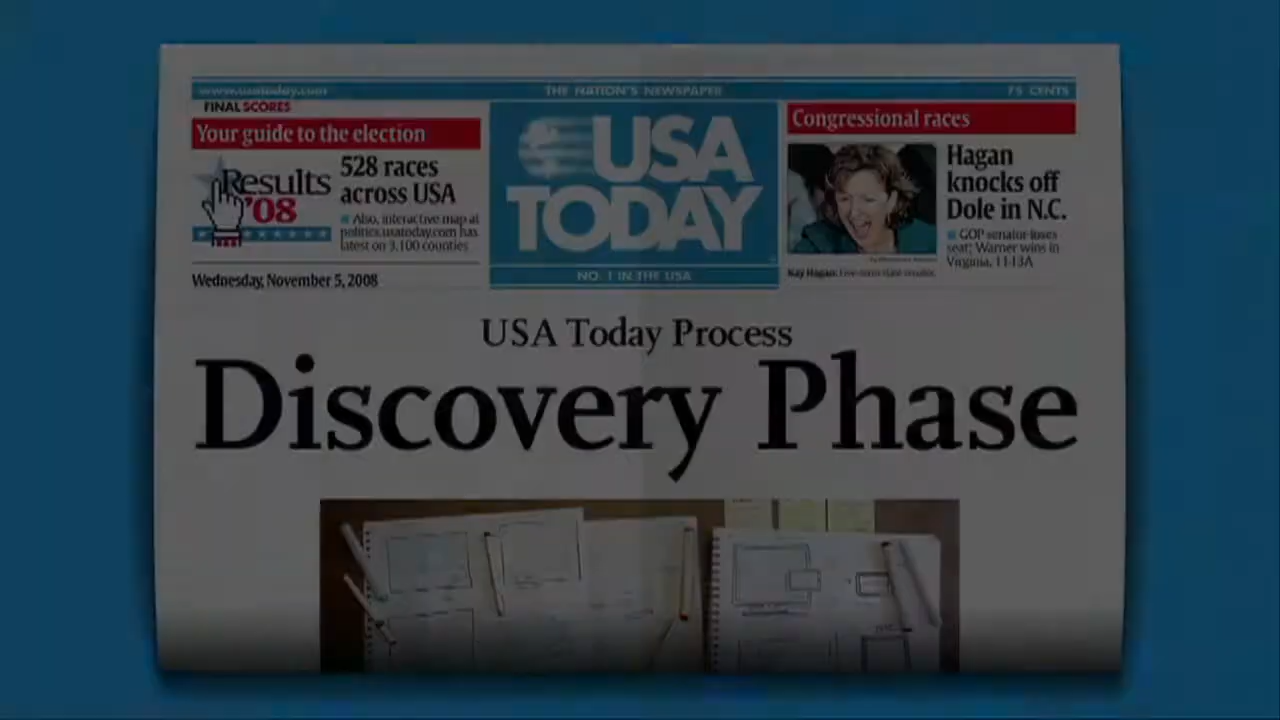 www.usatoday.com
THE NATION'S NEWSPAPER
75 CENTS
FINAL SCORES
Your guide to the election
Results
'08
528 races
across USA
Also, interactive map at
politics.usatoday.com has
latest on 3,100 counties
Wednesday, November 5, 2008
USA
TODAY
NO. 1 IN THE USA
Congressional races
Hagan
knocks off
Dole in N.C.
GOP senator loses
seat; Warner wins in
Virginia, 11-13A
Kay Hagan:
USA Today Process
Discovery Phase